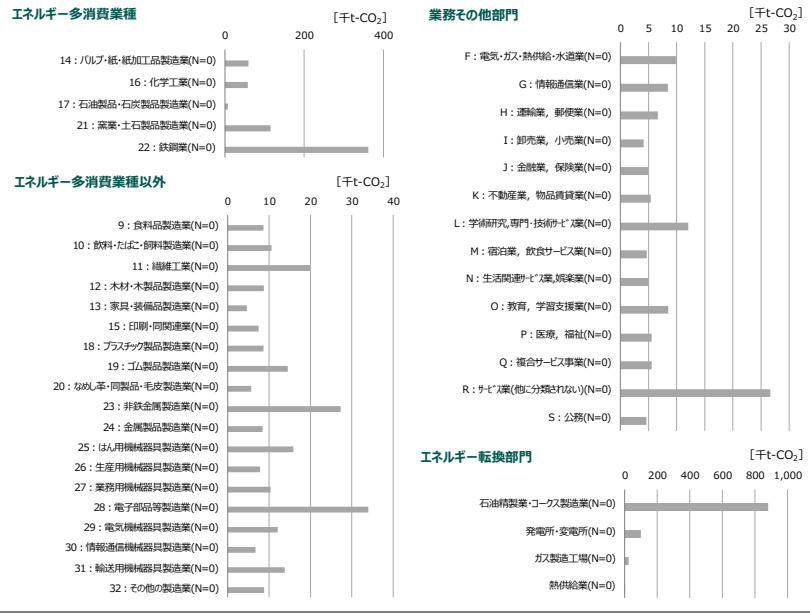 エネルギー多消費業種
[千t-CO2]
0 200 400
14：パルプ・紙・紙加工品製造業(N=0)
16：化学工業(N=0)
17：石油製品・石炭製品製造業(N=0)
21：窯業・土石製品製造業(N=0)
22：鉄鋼業(N=0)
エネルギー多消費業種以外
[千t-CO2]
0 10 20 30 40
9：食料品製造業(N=0)
10：飲料・たばこ・飼料製造業(N=0)
11：繊維工業(N=0)
12：木材・木製品製造業(N=0)
13：家具・装備品製造業(N=0)
15：印刷・同関連業(N=0)
18：プラスチック製品製造業(N=0)
19：ゴム製品製造業(N=0)
20：なめし革・同製品・毛皮製造業(N=0)
23：非鉄金属製造業(N=0)
24：金属製品製造業(N=0)
25：はん用機械器具製造業(N=0)
26：生産用機械器具製造業(N=0)
27：業務用機械器具製造業(N=0)
28：電子部品等製造業(N=0)
29：電気機械器具製造業(N=0)
30：情報通信機械器具製造業(N=0)
31：輸送用機械器具製造業(N=0)
32：その他の製造業(N=0)
業務その他部門
[千t-CO2]
0 5 10 15 20 25 30
F：電気・ガス・熱供給・水道業(N=0)
G：情報通信業(N=0)
H：運輸業，郵便業(N=0)
I：卸売業，小売業(N=0)
J：金融業，保険業(N=0)
K：不動産業，物品賃貸業(N=0)
L：学術研究,専門・技術ｻｰﾋﾞｽ業(N=0)
M：宿泊業，飲食サービス業(N=0)
N：生活関連ｻｰﾋﾞｽ業,娯楽業(N=0)
O：教育，学習支援業(N=0)
P：医療，福祉(N=0)
Q：複合サービス事業(N=0)
R：ｻｰﾋﾞｽ業(他に分類されない)(N=0)
S：公務(N=0)
エネルギー転換部門
[千t-CO2]
0 200 400 600 800 1,000
石油精製業・コークス製造業(N=0)
発電所・変電所(N=0)
ガス製造工場(N=0)
熱供給業(N=0)